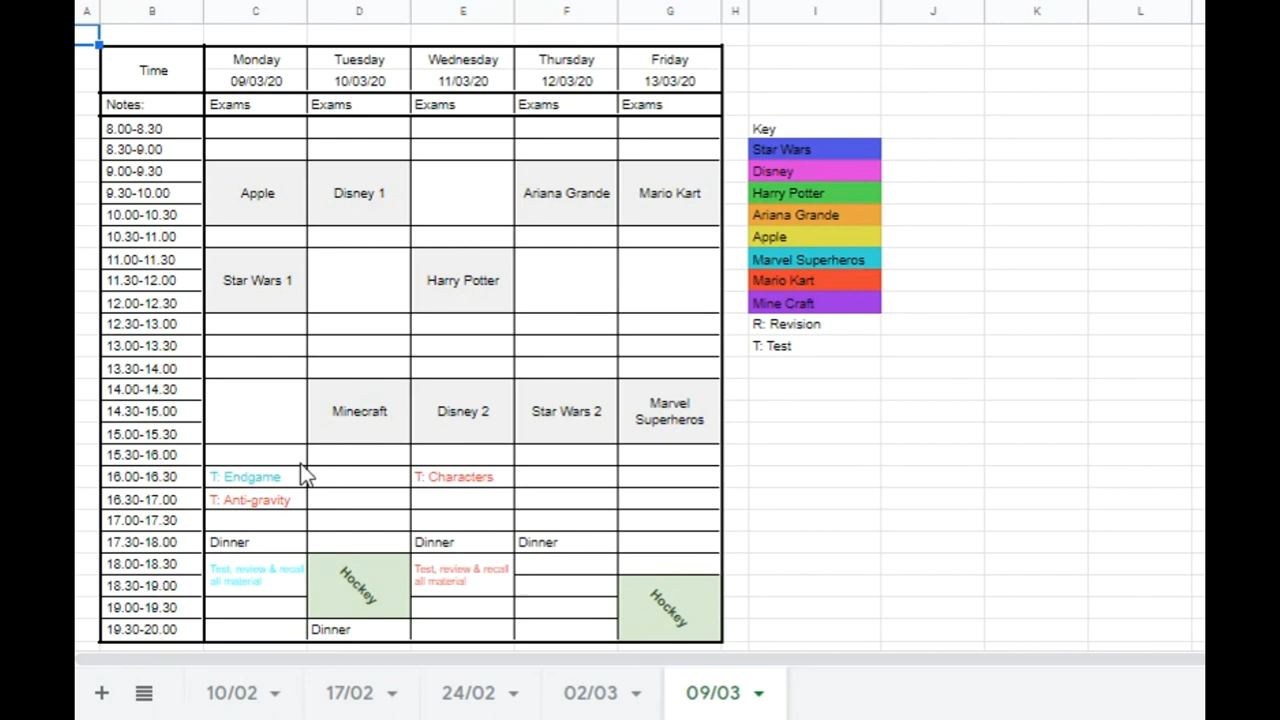 A B C D E F G H I J K L
Time Monday Tuesday Wednesday Thursday Friday
09/03/20 10/03/20 11/03/20 12/03/20 13/03/20
Notes: Exams Exams Exams Exams Exams
8.00-8.30 Key
8.30-9.00 Star Wars
9.00-9.30 Disney
9.30-10.00 Apple Disney 1 Ariana Grande Mario Kart Harry Potter
10.00-10.30 Ariana Grande
10.30-11.00 Apple
11.00-11.30 Marvel Superheros
11.30-12.00 Star Wars 1 Harry Potter Mario Kart
12.00-12.30 Mine Craft
12.30-13.00 R: Revision
13.00-13.30 T: Test
13.30-14.00
14.00-14.30
14.30-15.00 Minecraft Disney 2 Star Wars 2 Marvel
Superheros
15.00-15.30
15.30-16.00
16.00-16.30 T: Endgame T: Characters
16.30-17.00 T: Anti-gravity
17.00-17.30
17.30-18.00 Dinner Dinner Dinner
18.00-18.30 Test, review & recall Hockey Test, review & recall
all material all material
18.30-19.00
19.00-19.30 Hockey
19.30-20.00 Dinner
10/02 17/02 24/02 02/03 09/03